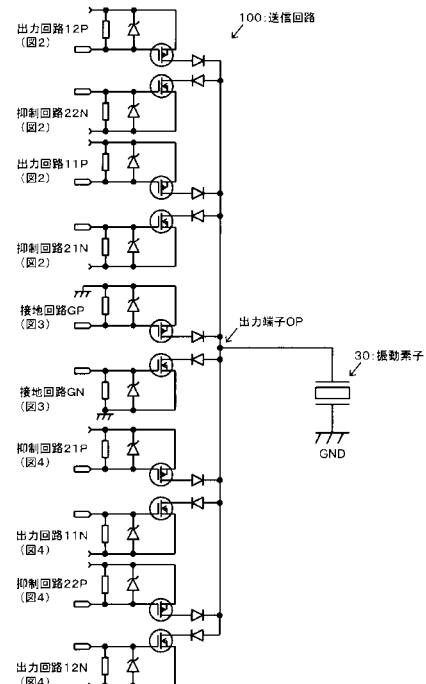 100:送信回路
出力回路12P
(図2)
抑制回路22N
(図2)
出力回路11P
(図2)
抑制回路21N
(図2)
接地回路GP
(図3)
出力端子OP
30:振動素子
接地回路GN
(図3)
GND
抑制回路21P
(図4)
出力回路11N
(図4)
抑制回路22P
(図4)
出力回路12N
(図4)